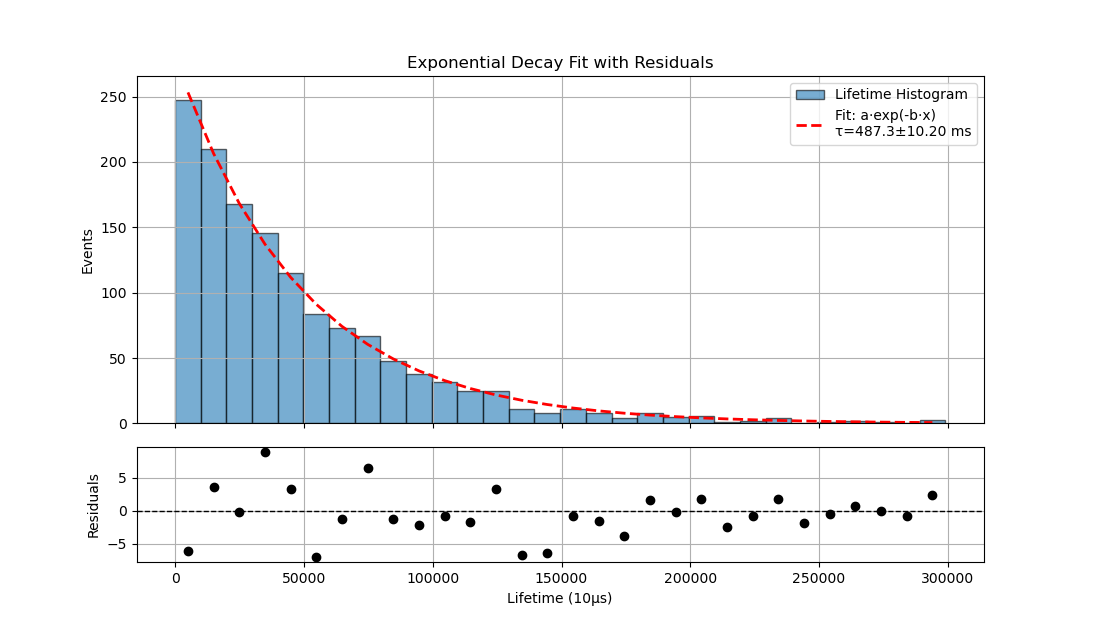 Exponential Decay Fit with Residuals
Events
250
200
150
100
50
0
Lifetime Histogram
Fit: a·exp(-b·x)
τ=487.3±10.20 ms
Residuals
5
0
−5
0
50000
100000
150000
200000
250000
300000
Lifetime (10µs)